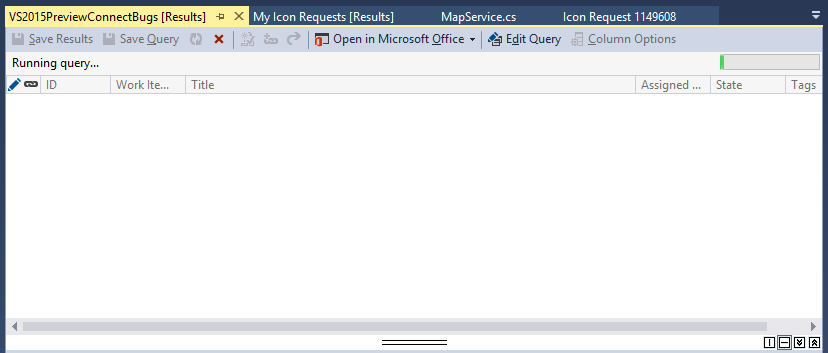 VS2015PreviewConnectBugs [Results] My Icon Requests [Results] MapService.cs Icon Request 1149608
Save Results Save Query Open in Microsoft Office Edit Query Column Options
Running query...
ID Work Ite... Title Assigned ... State Tags